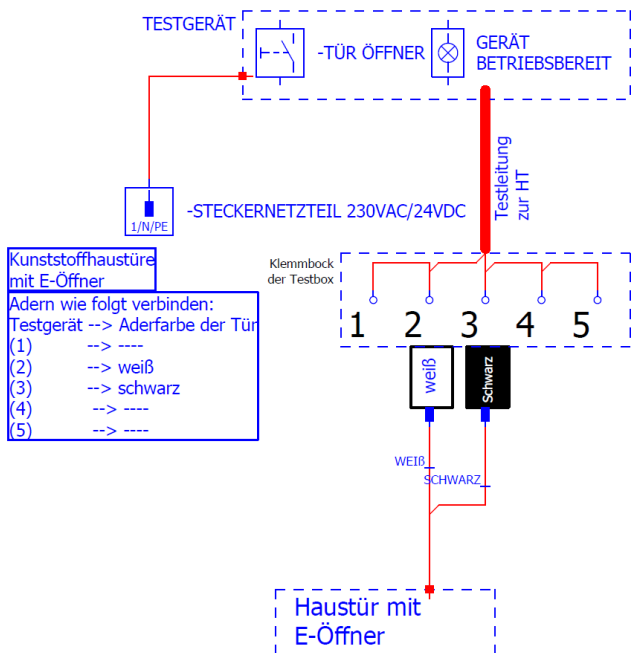 TESTGERÄT
-TÜR ÖFFNER
GERÄT
BETRIEBSBEREIT
Testleitung
zur HT
1/N/PE
-STECKERNETZTEIL 230VAC/24VDC
Kunststoffhaustüre
mit E-Öffner
Adern wie folgt verbinden:
Testgerät --> Aderfarbe der Tür
(1) --> ----
(2) --> weiß
(3) --> schwarz
(4) --> ----
(5) --> ----
Klemmbock
der Testbox
1 2 3 4 5
weiß
Schwarz
WEIß
SCHWARZ
Haustür mit
E-Öffner